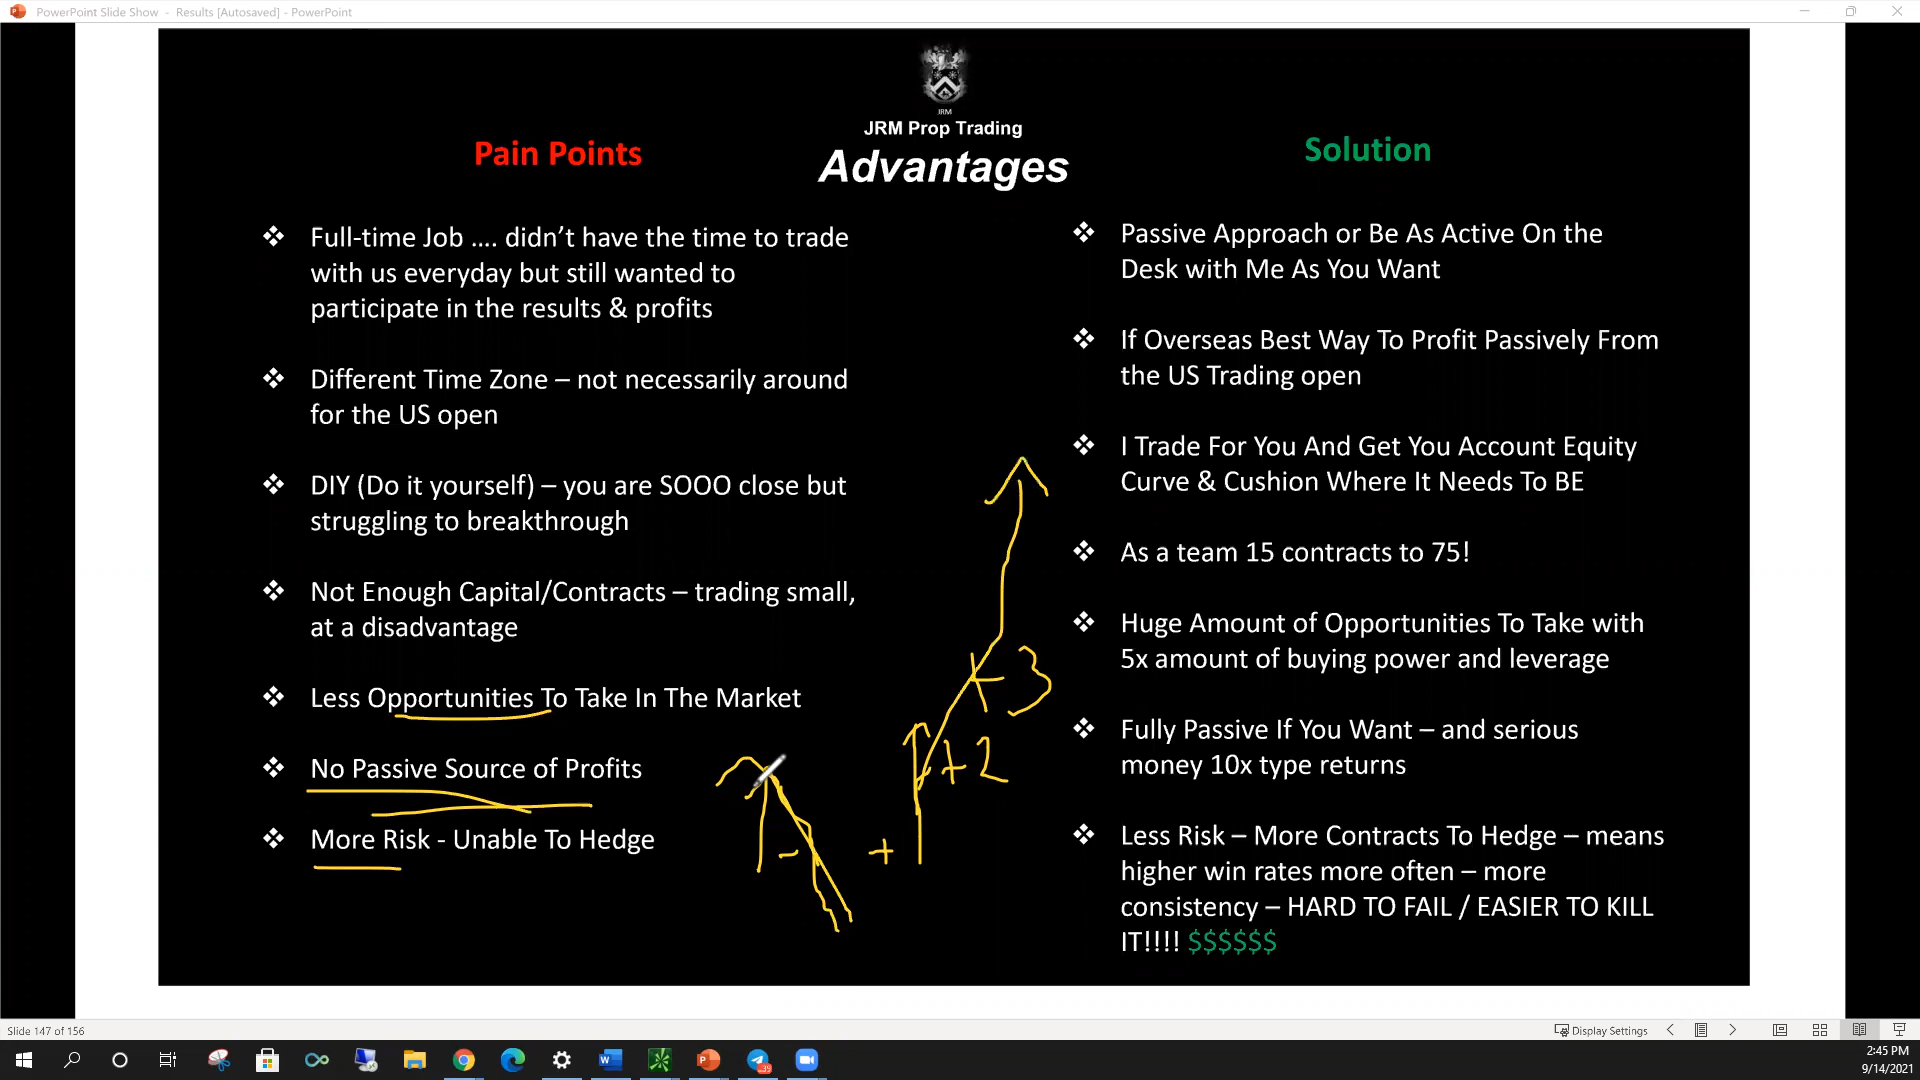 PowerPoint Slide Show - Results [Autosaved] - PowerPoint
JRM
JRM Prop Trading
Advantages
Pain Points
❖ Full-time Job .... didn’t have the time to trade
with us everyday but still wanted to
participate in the results & profits
❖ Different Time Zone – not necessarily around
for the US open
❖ DIY (Do it yourself) – you are SOOO close but
struggling to breakthrough
❖ Not Enough Capital/Contracts – trading small,
at a disadvantage
❖ Less Opportunities To Take In The Market
❖ No Passive Source of Profits
❖ More Risk - Unable To Hedge
- +
+2
3
Solution
❖ Passive Approach or Be As Active On the
Desk with Me As You Want
❖ If Overseas Best Way To Profit Passively From
the US Trading open
❖ I Trade For You And Get You Account Equity
Curve & Cushion Where It Needs To BE
❖ As a team 15 contracts to 75!
❖ Huge Amount of Opportunities To Take with
5x amount of buying power and leverage
❖ Fully Passive If You Want – and serious
money 10x type returns
❖ Less Risk – More Contracts To Hedge – means
higher win rates more often – more
consistency – HARD TO FAIL / EASIER TO KILL
IT!!!! $$$$$$
Slide 147 of 156
Display Settings
39
2:45 PM
9/14/2021